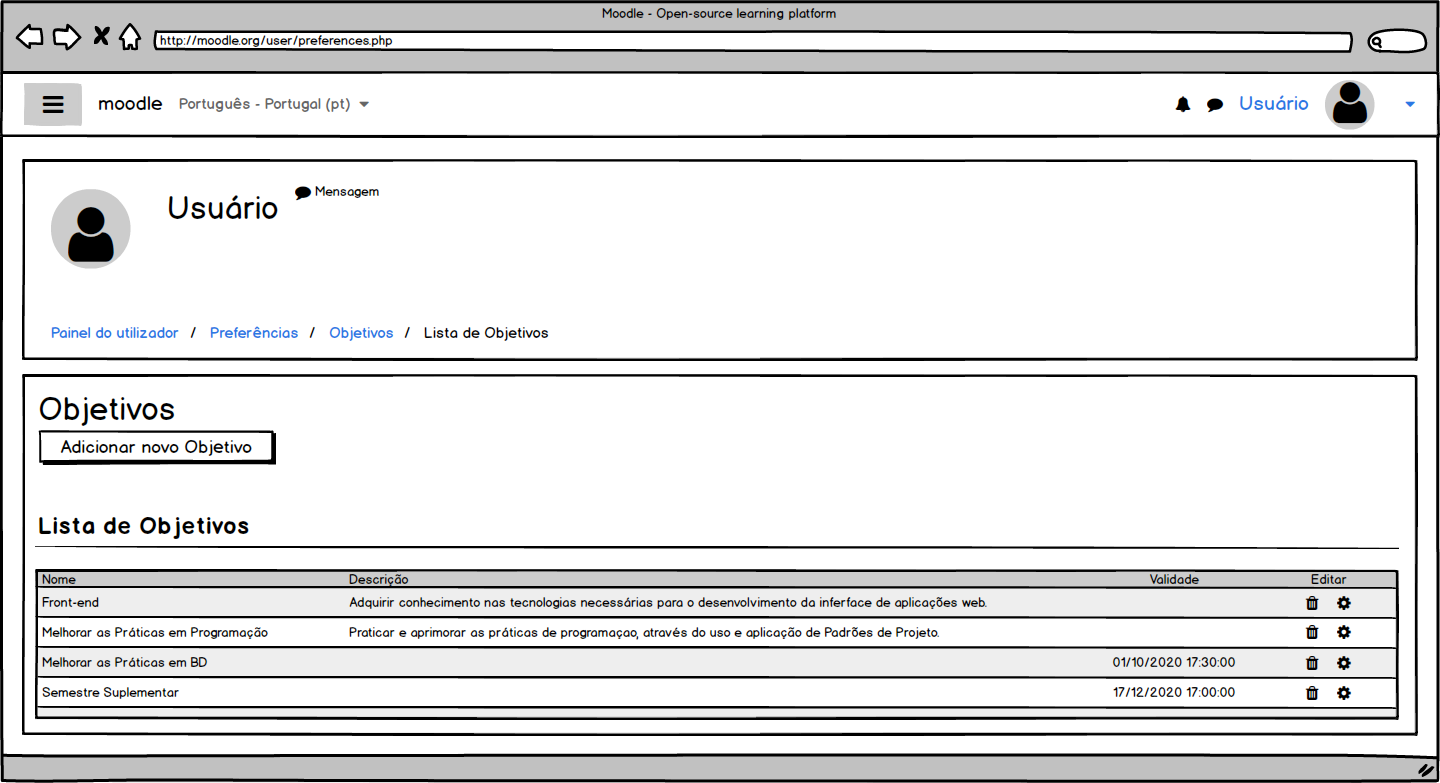 Moodle - Open-source learning platform
http://moodle.org/user/preferences.php
moodle Português - Portugal (pt) Usuário
Usuário Mensagem
Painel do utilizador / Preferências / Objetivos / Lista de Objetivos
Objetivos
Adicionar novo Objetivo
Lista de Objetivos
Nome Descrição Validade Editar
Front-end Adquirir conhecimento nas tecnologias necessárias para o desenvolvimento da inferface de aplicações web.
Melhorar as Práticas em Programação Praticar e aprimorar as práticas de programaçao, através do uso e aplicação de Padrões de Projeto.
Melhorar as Práticas em BD 01/10/2020 17:30:00
Semestre Suplementar 17/12/2020 17:00:00